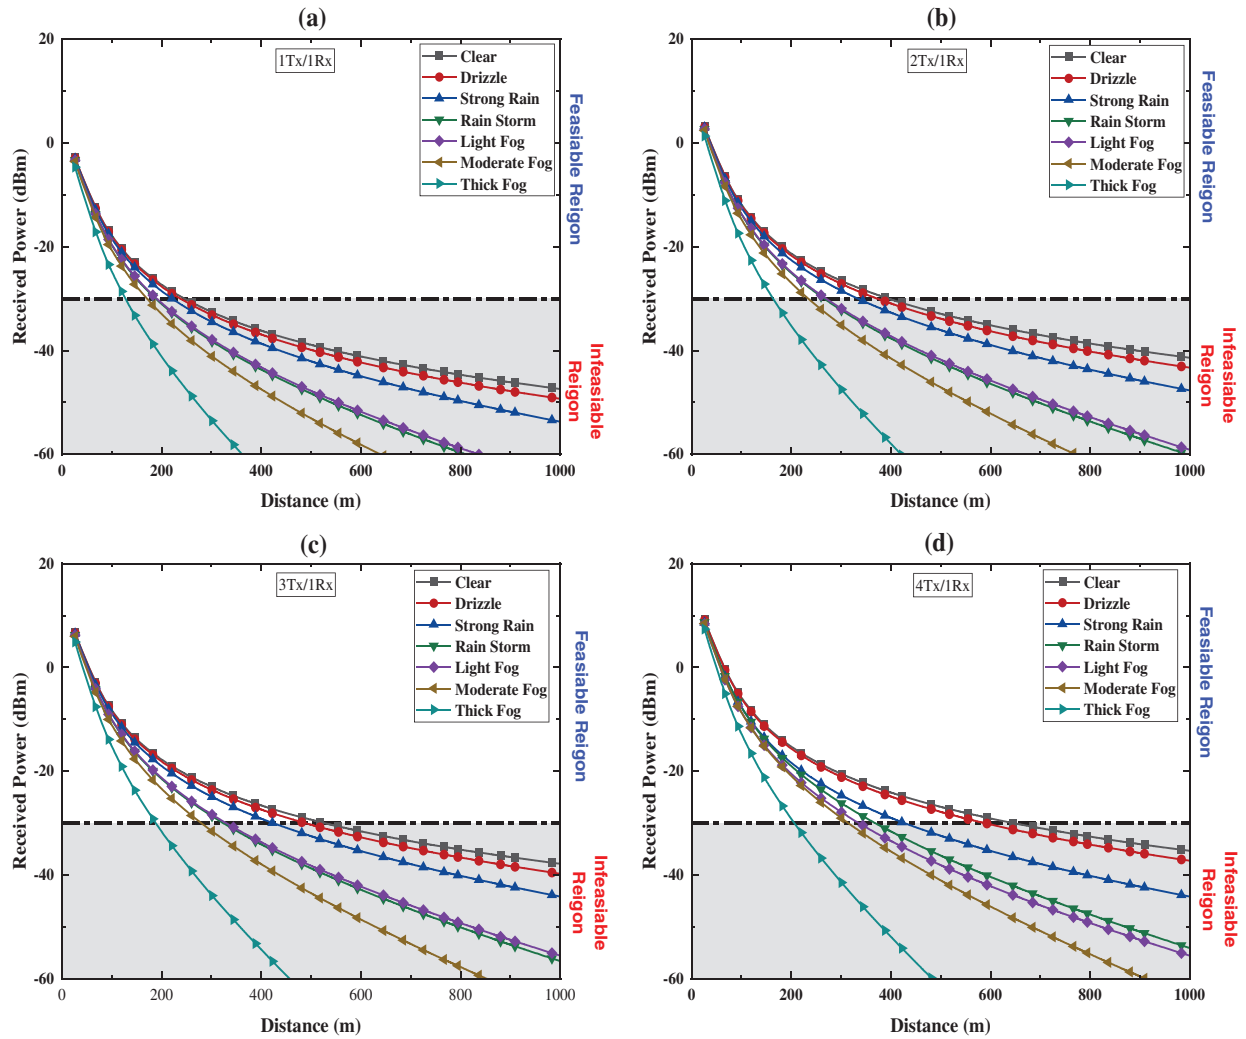 (a)
1Tx/1Rx
Clear
Drizzle
Strong Rain
Rain Storm
Light Fog
Moderate Fog
Thick Fog
20
0
-20
-40
-60
0
200
400
600
800
1000
Received Power (dBm)
Distance (m)
Feasiable Reigon
Infeasiable
Reigon
(b)
2Tx/1Rx
Clear
Drizzle
Strong Rain
Rain Storm
Light Fog
Moderate Fog
Thick Fog
20
0
-20
-40
-60
0
200
400
600
800
1000
Received Power (dBm)
Distance (m)
Feasiable Reigon
Infeasiable
Reigon
(c)
3Tx/1Rx
Clear
Drizzle
Strong Rain
Rain Storm
Light Fog
Moderate Fog
Thick Fog
20
0
-20
-40
-60
0
200
400
600
800
1000
Received Power (dBm)
Distance (m)
Feasiable Reigon
Infeasiable
Reigon
(d)
4Tx/1Rx
Clear
Drizzle
Strong Rain
Rain Storm
Light Fog
Moderate Fog
Thick Fog
20
0
-20
-40
-60
0
200
400
600
800
1000
Received Power (dBm)
Distance (m)
Feasiable Reigon
Infeasiable
Reigon